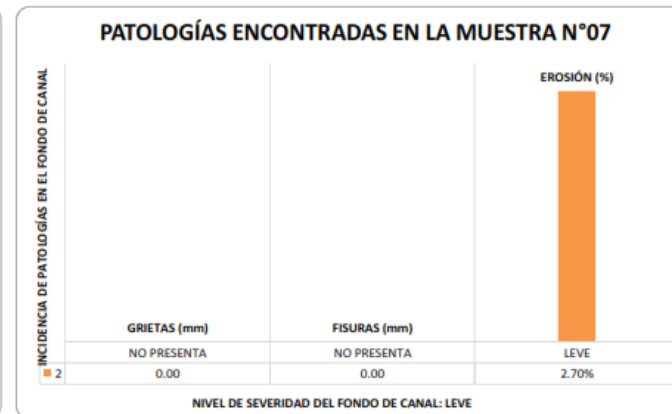 PATOLOGÍAS ENCONTRADAS EN LA MUESTRA N°07
INCIDENCIA DE PATOLOGÍAS EN EL FONDO DE CANAL
EROSIÓN (%)
GRIETAS (mm) FISURAS (mm)
NO PRESENTA NO PRESENTA LEVE
2 0.00 0.00 2.70%
NIVEL DE SEVERIDAD DEL FONDO DE CANAL: LEVE